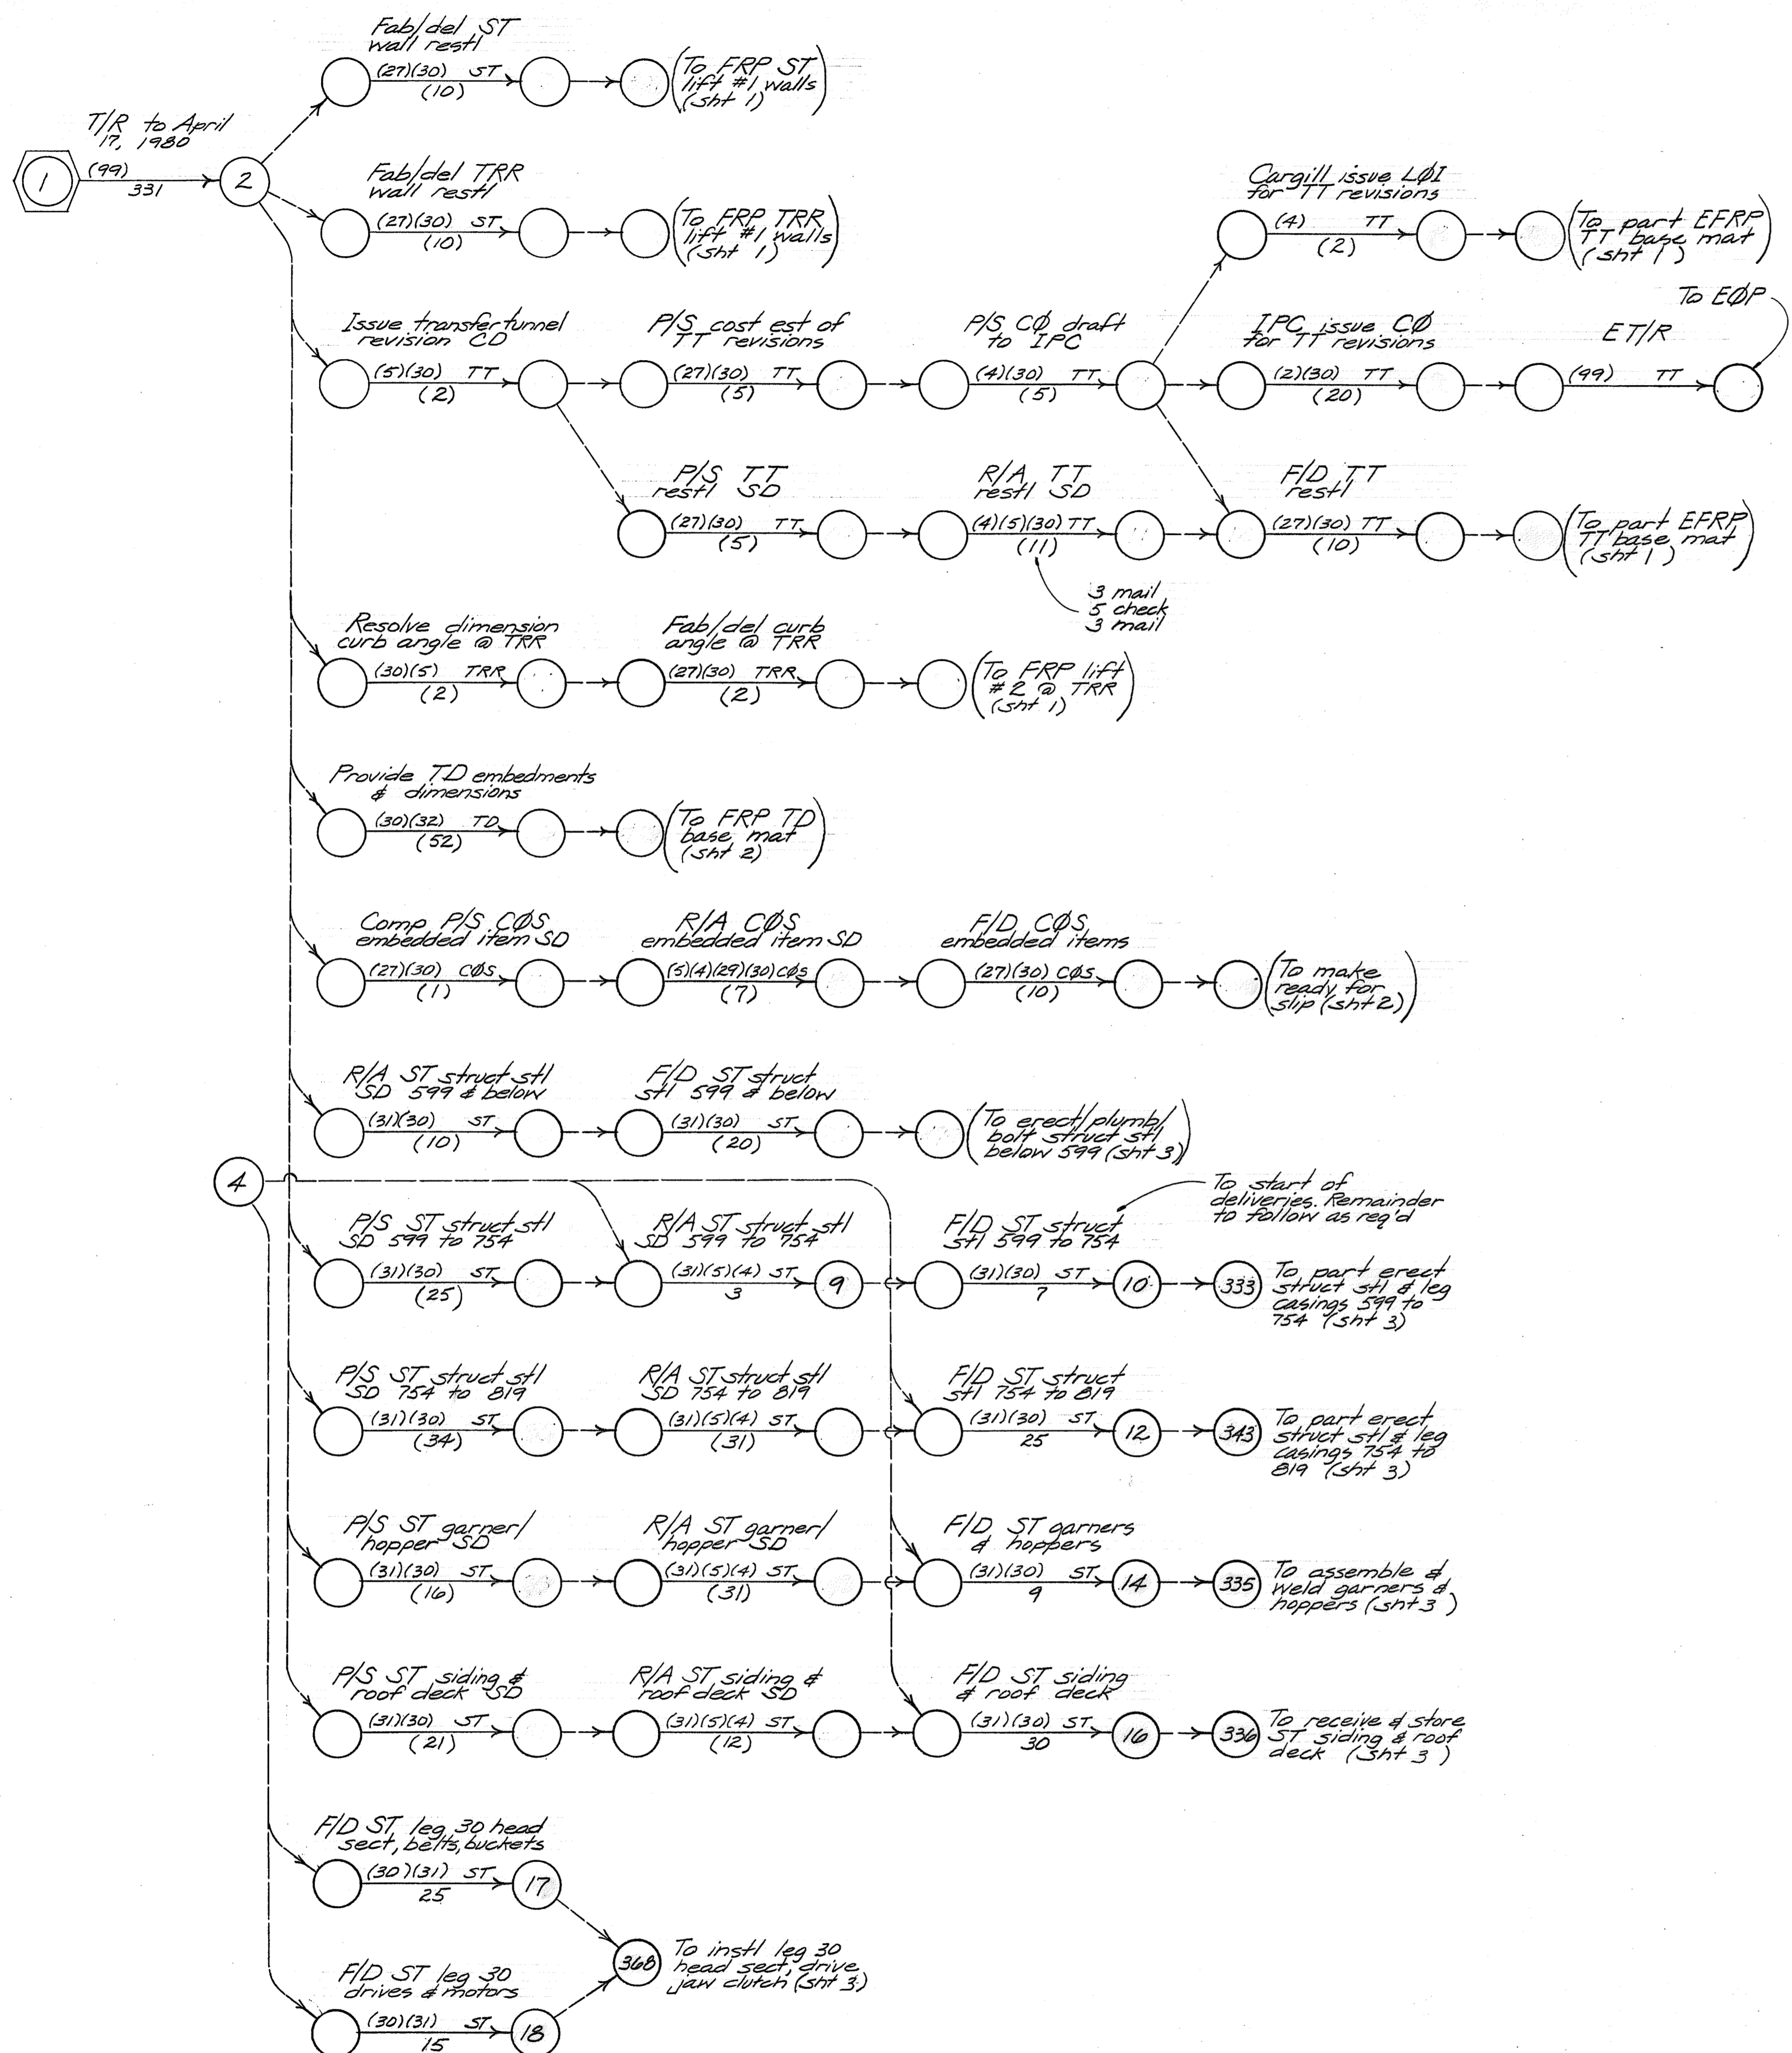 Fab/del ST
wall restl
(27)(30) ST
(10)
(To FRP ST
lift #1 walls
(sht 1))
T/R to April
17, 1980
1
(99)
331
2
Fab/del TRR
wall restl
(27)(30) ST
(10)
(To FRP TRR
lift #1 walls
(sht 1))
Cargill issue LØI
for TT revisions
(4) TT
(2)
(To part EFRP
TT base mat
(sht 1))
Issue transfer tunnel
revision CD
(5)(30) TT
(2)
P/S cost est of
TT revisions
(27)(30) TT
(5)
P/S CØ draft
to IPC
(4)(30) TT
(5)
IPC issue CØ
for TT revisions
(2)(30) TT
(20)
To EØP
ET/R
(99) TT
P/S TT
restl SD
(27)(30) TT
(5)
R/A TT
restl SD
(4)(5)(30) TT
(11)
3 mail
5 check
3 mail
F/D TT
restl
(27)(30) TT
(10)
(To part EFRP
TT base mat
(sht 1))
Resolve dimension
curb angle @ TRR
(30)(5) TRR
(2)
Fab/del curb
angle @ TRR
(27)(30) TRR
(2)
(To FRP lift
#2 @ TRR
(sht 1))
Provide TD embedments
& dimensions
(30)(32) TD
(52)
(To FRP TD
base mat
(sht 2))
Comp P/S CØS
embedded item SD
(27)(30) CØS
(1)
R/A CØS
embedded item SD
(5)(4)(29)(30) CØS
(7)
F/D CØS
embedded items
(27)(30) CØS
(10)
(To make
ready for
slip (sht 2))
R/A ST struct stl
SD 599 & below
(31)(30) ST
(10)
F/D ST struct
stl 599 & below
(31)(30) ST
(20)
(To erect/plumb/
bolt struct stl
below 599 (sht 3))
4
P/S ST struct stl
SD 599 to 754
(31)(30) ST
(25)
R/A ST struct stl
SD 599 to 754
(31)(5)(4) ST
3
9
To start of
deliveries. Remainder
to follow as req'd
F/D ST struct
stl 599 to 754
(31)(30) ST
7
10
333
To part erect
struct stl & leg
casings 599 to
754 (sht 3)
P/S ST struct stl
SD 754 to 819
(31)(30) ST
(34)
R/A ST struct stl
SD 754 to 819
(31)(5)(4) ST
(31)
F/D ST struct
stl 754 to 819
(31)(30) ST
25
12
343
To part erect
struct stl & leg
casings 754 to
819 (sht 3)
P/S ST garner/
hopper SD
(31)(30) ST
(16)
R/A ST garner/
hopper SD
(31)(5)(4) ST
(31)
F/D ST garners
& hoppers
(31)(30) ST
9
14
335
To assemble &
weld garners &
hoppers (sht 3)
P/S ST siding &
roof deck SD
(31)(30) ST
(21)
R/A ST siding &
roof deck SD
(31)(5)(4) ST
(12)
F/D ST siding
& roof deck
(31)(30) ST
30
16
336
To receive & store
ST siding & roof
deck (sht 3)
F/D ST leg 30 head
sect, belts, buckets
(30)(31) ST
25
17
368
To instl leg 30
head sect, drive
jaw clutch (sht 3)
F/D ST leg 30
drives & motors
(30)(31) ST
15
18